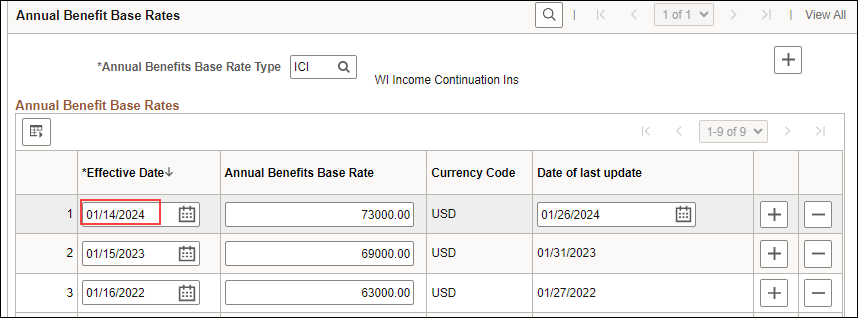 Annual Benefit Base Rates
1 of 1
View All
*Annual Benefits Base Rate Type
ICI
WI Income Continuation Ins
Annual Benefit Base Rates
1-9 of 9
*Effective Date↓ Annual Benefits Base Rate Currency Code Date of last update
1 01/14/2024 73000.00 USD 01/26/2024
2 01/15/2023 69000.00 USD 01/31/2023
3 01/16/2022 63000.00 USD 01/27/2022